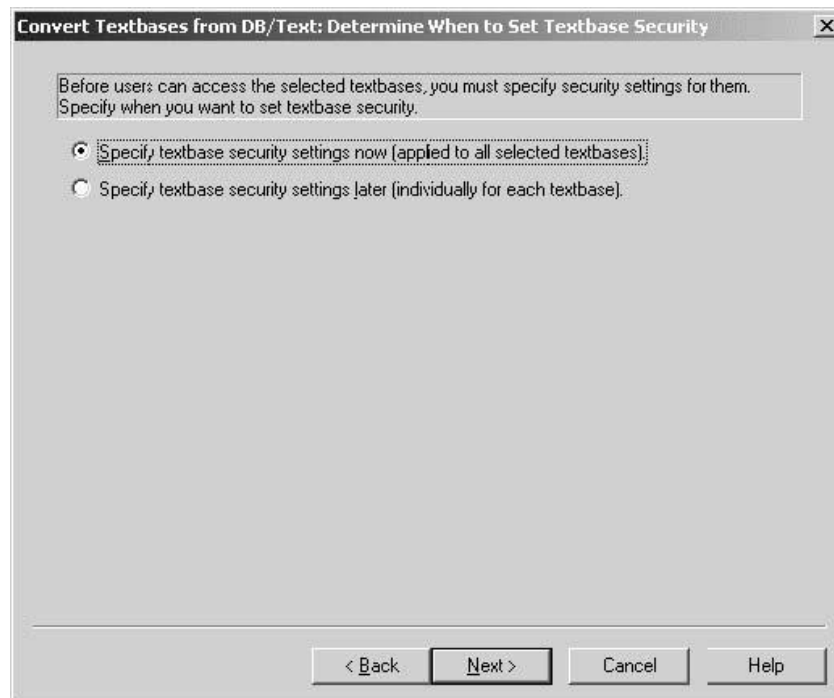 Convert Textbases from DB/Text: Determine When to Set Textbase Security
Before users can access the selected textbases, you must specify security settings for them.
Specify when you want to set textbase security.
Specify textbase security settings now (applied to all selected textbases).
Specify textbase security settings later (individually for each textbase).
< Back Next > Cancel Help